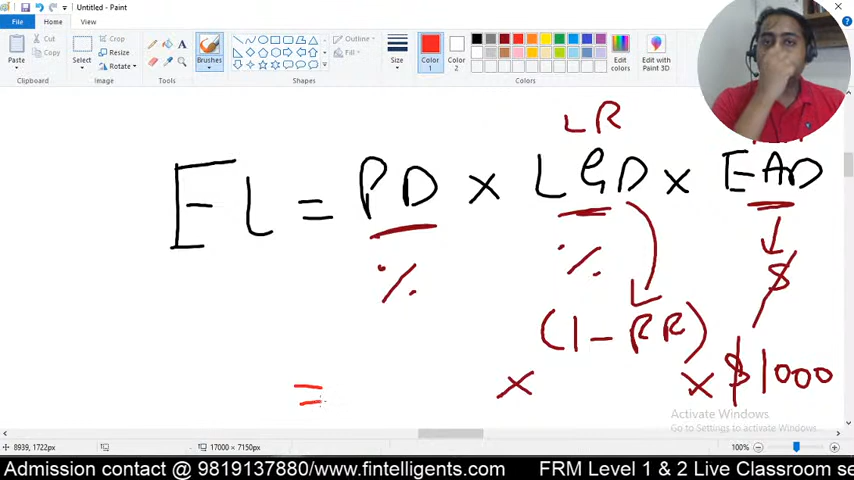 Untitled - Paint
File Home View
Paste
Cut
Copy
Clipboard
Select
Crop
Resize
Rotate
Image
A
Tools
Brushes
Outline
Fill
Shapes
Size
Color 1
Color 2
Edit colors
Edit with Paint 3D
Colors
LR
EL = PD × LGD × EAD
% % $
(1 - RR)
= × × $1000
Activate Windows
Go to Settings to activate Windows.
8939, 1722px 17000 × 7150px 100%
Admission contact @ 9819137880/www.fintelligents.com FRM Level 1 & 2 Live Classroom se